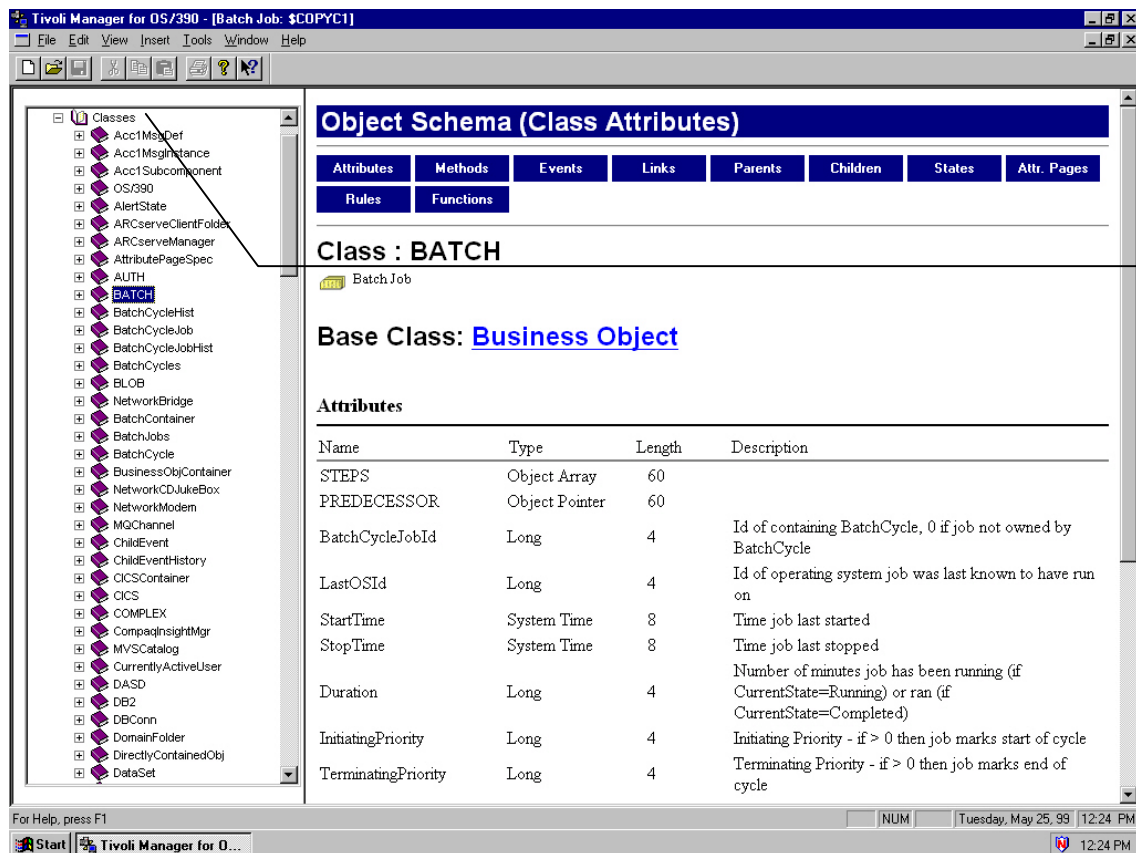 Tivoli Manager for OS/390 - [Batch Job: $COPYC1]
File Edit View Insert Tools Window Help
Classes
Acc1MsgDef
Acc1MsgInstance
Acc1Subcomponent
OS/390
AlertState
ARCserveClientFolder
ARCserveManager
AttributePageSpec
AUTH
BATCH
BatchCycleHist
BatchCycleJob
BatchCycleJobHist
BatchCycles
BLOB
NetworkBridge
BatchContainer
BatchJobs
BatchCycle
BusinessObjContainer
NetworkCDJukeBox
NetworkModem
MQChannel
ChildEvent
ChildEventHistory
CICSContainer
CICS
COMPLEX
CompaqInsightMgr
MVSCatalog
CurrentlyActiveUser
DASD
DB2
DBConn
DomainFolder
DirectlyContainedObj
DataSet
Object Schema (Class Attributes)
Attributes Methods Events Links Parents Children States Attr. Pages
Rules Functions
Class : BATCH
Batch Job
Base Class: Business Object
Attributes
Name Type Length Description
STEPS Object Array 60
PREDECESSOR Object Pointer 60
BatchCycleJobId Long 4 Id of containing BatchCycle, 0 if job not owned by
BatchCycle
LastOSId Long 4 Id of operating system job was last known to have run
on
StartTime System Time 8 Time job last started
StopTime System Time 8 Time job last stopped
Duration Long 4 Number of minutes job has been running (if
CurrentState=Running) or ran (if
CurrentState=Completed)
InitiatingPriority Long 4 Initiating Priority - if > 0 then job marks start of cycle
TerminatingPriority Long 4 Terminating Priority - if > 0 then job marks end of
cycle
For Help, press F1
NUM
Tuesday, May 25, 99 12:24 PM
Start Tivoli Manager for O...
12:24 PM